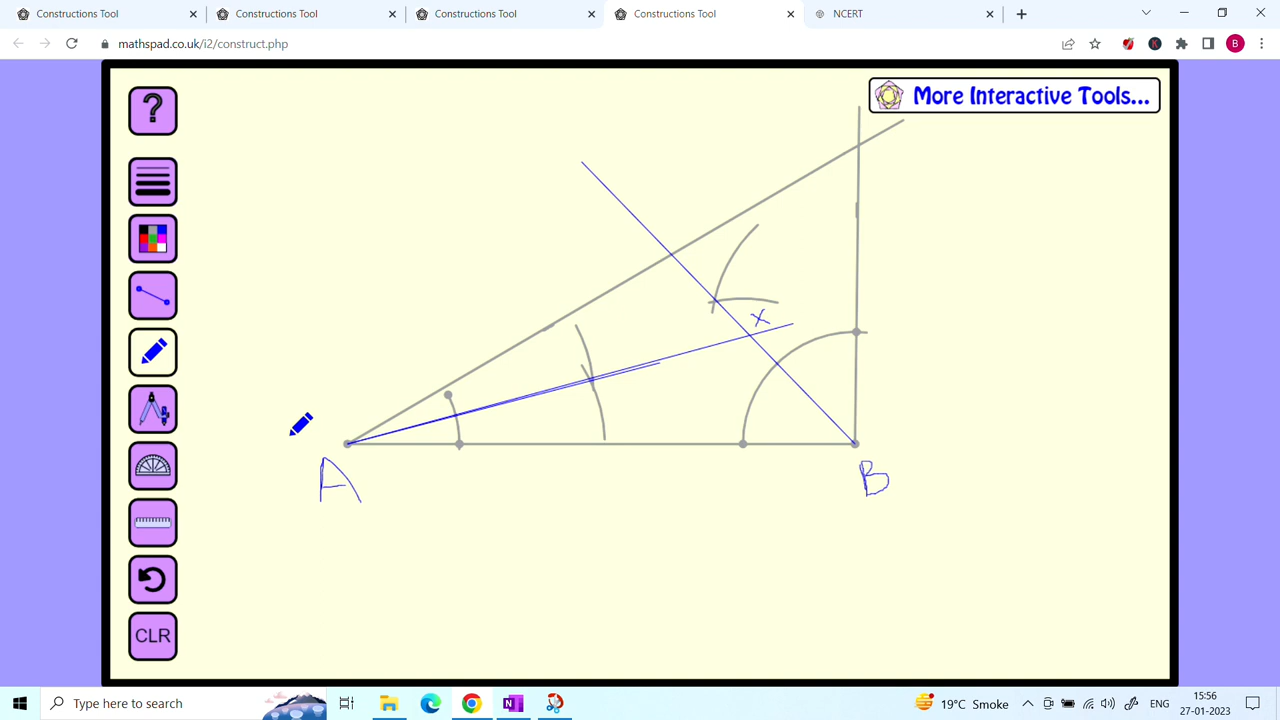 Constructions Tool
Constructions Tool
Constructions Tool
Constructions Tool
NCERT
mathspad.co.uk/i2/construct.php
B
More Interactive Tools...
?
x
A
B
CLR
Type here to search
19°C Smoke
ENG
15:56
27-01-2023